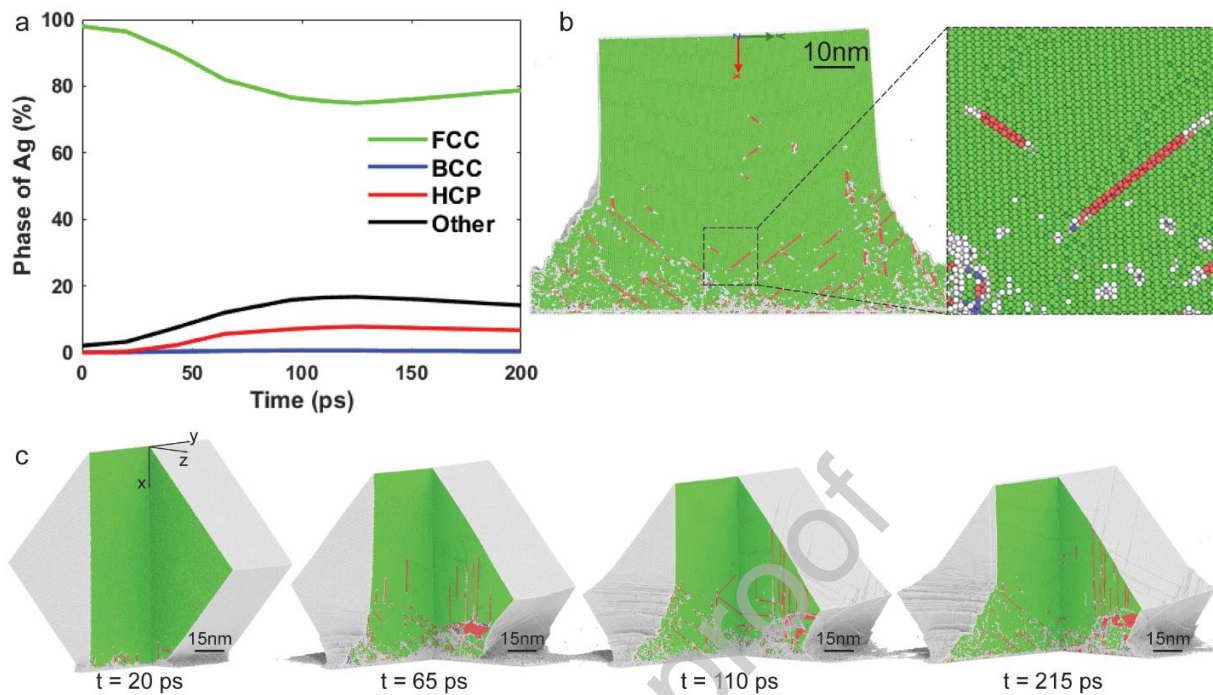 a
100
80
60
40
20
0
Phase of Ag (%)
FCC
BCC
HCP
Other
0 50 100 150 200
Time (ps)
b
Z Y
X
10nm
c
y
z
x
15nm 15nm 15nm 15nm
t = 20 ps t = 65 ps t = 110 ps t = 215 ps
proof